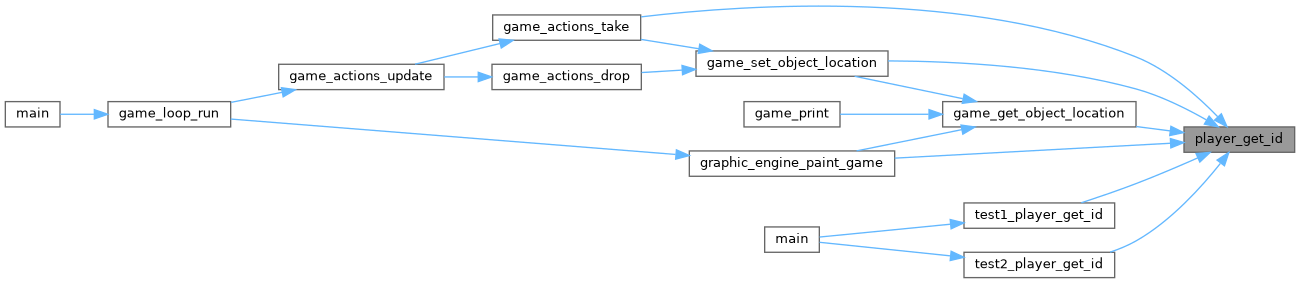 game_actions_take
game_set_object_location
game_actions_update
game_actions_drop
main
game_loop_run
game_print
game_get_object_location
player_get_id
graphic_engine_paint_game
test1_player_get_id
main
test2_player_get_id